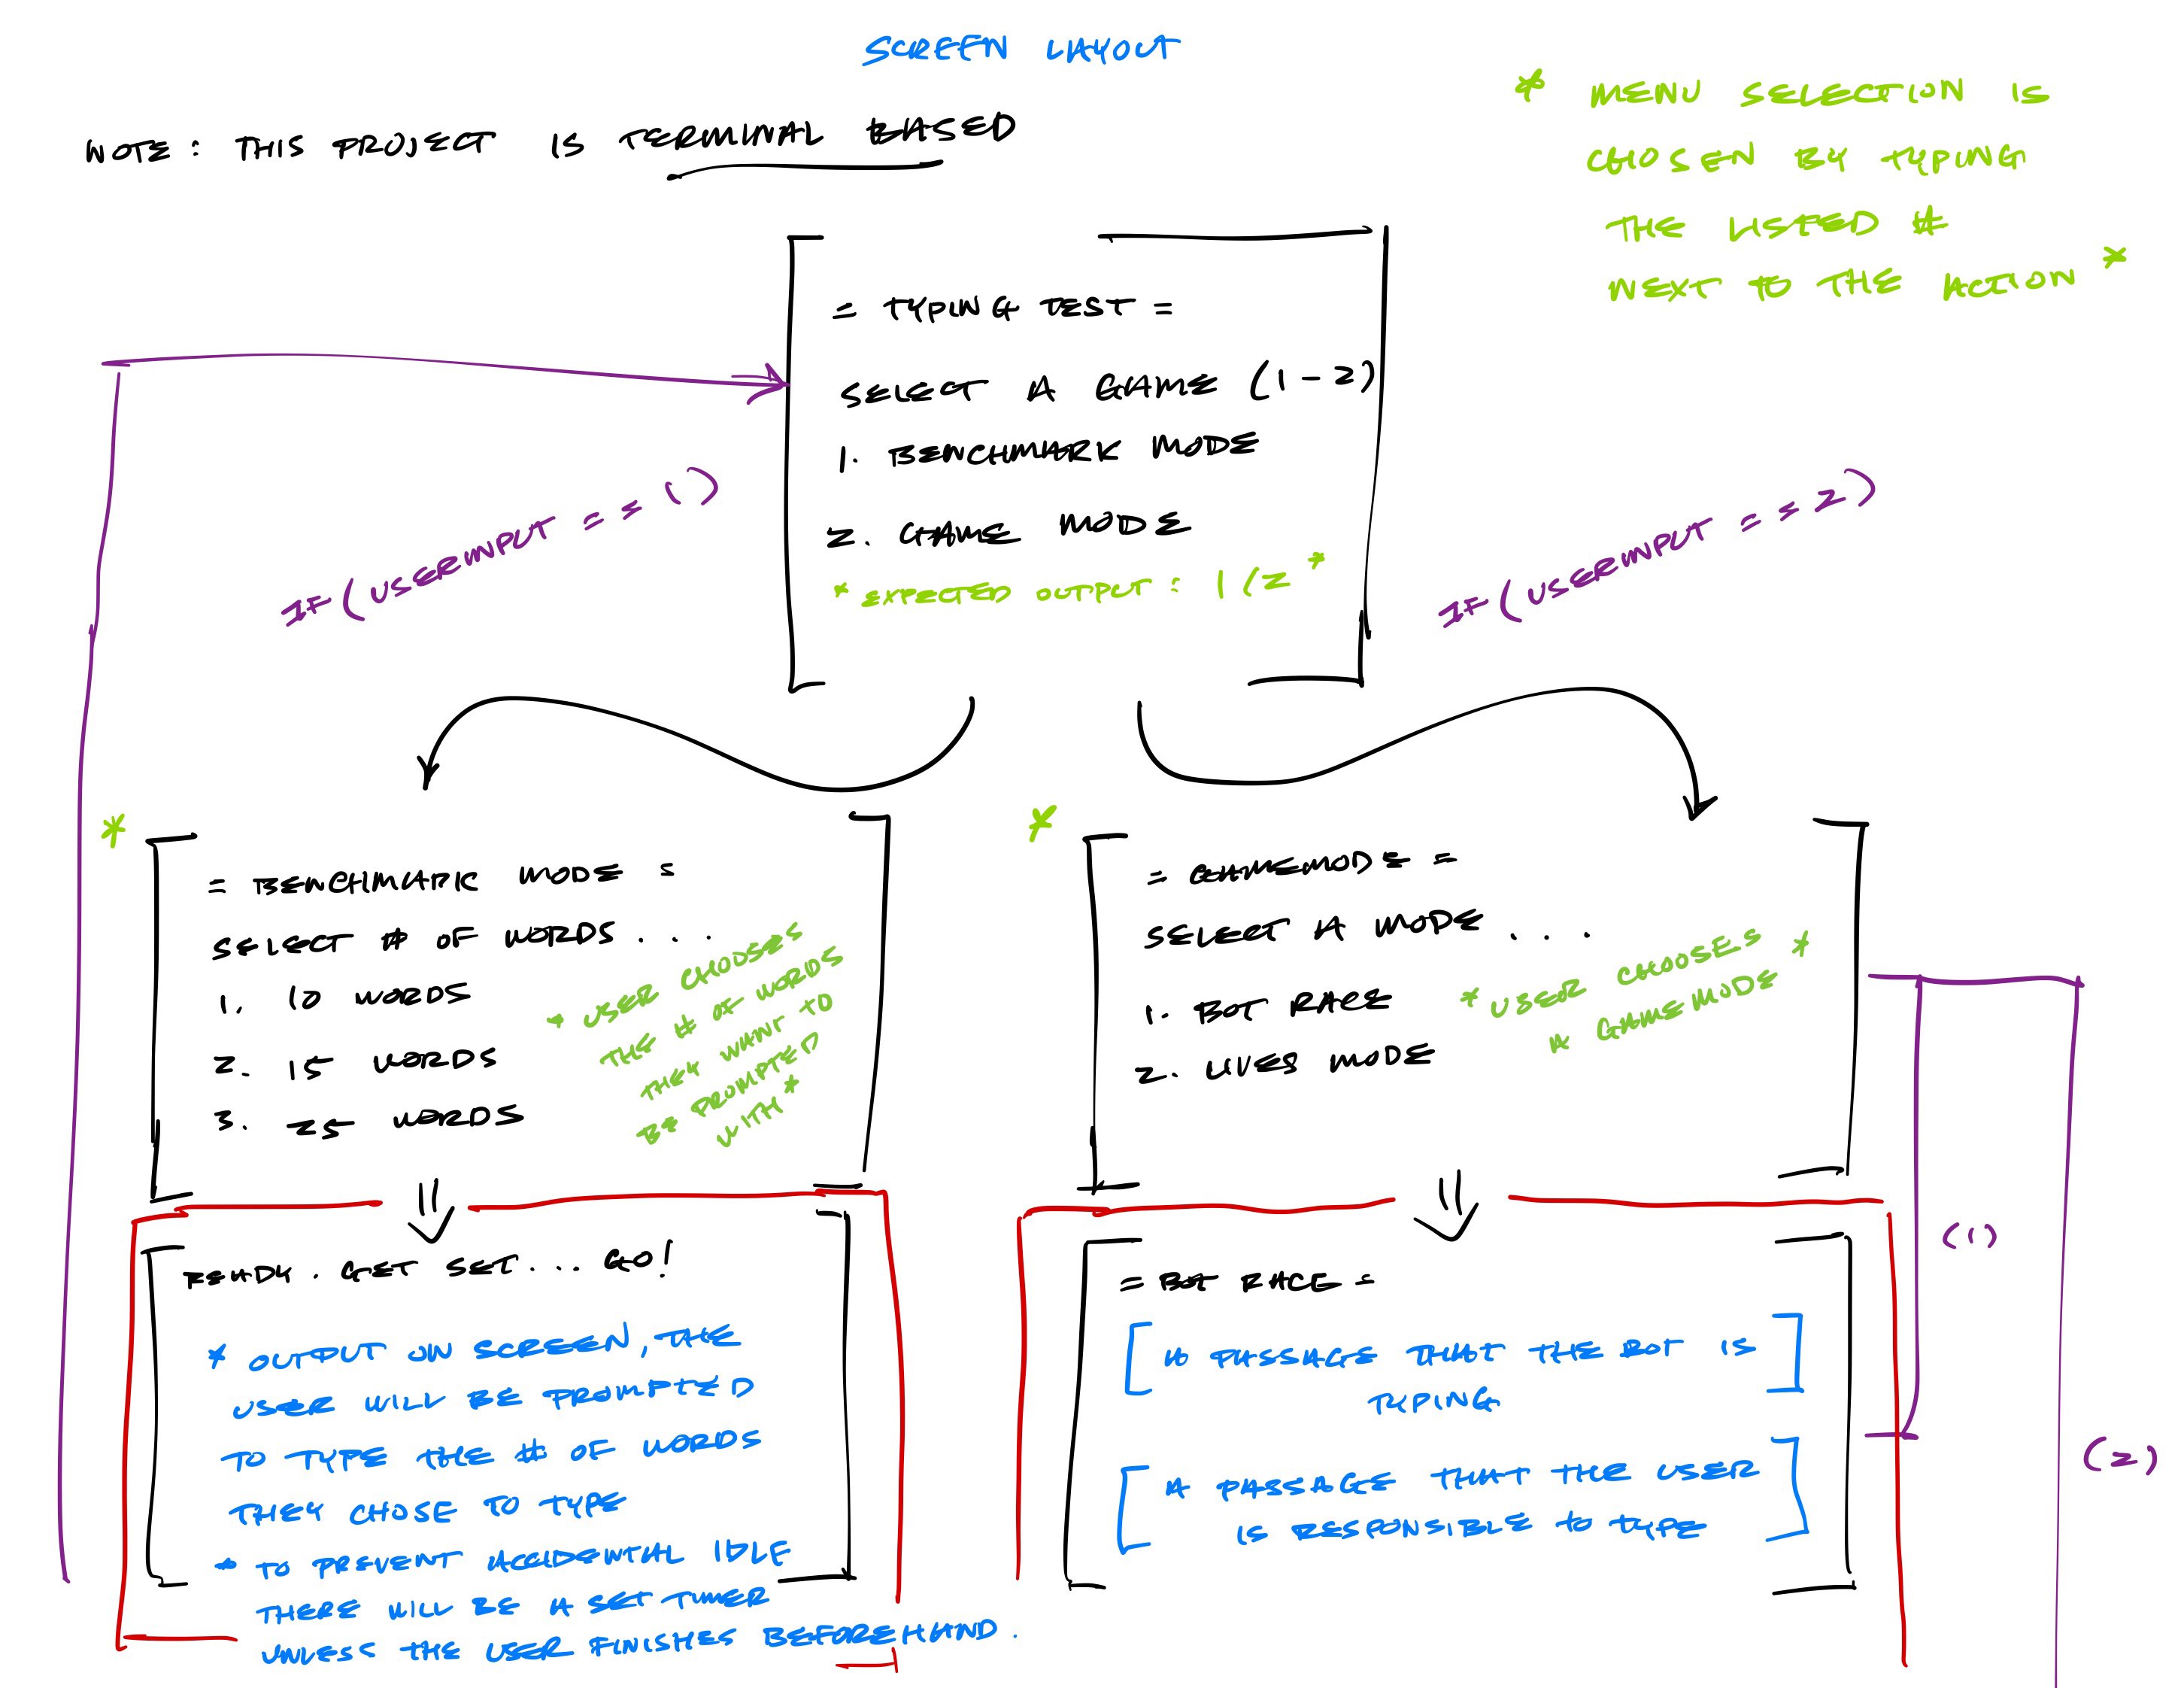 SCREEN LAYOUT
NOTE : THIS PROJECT IS TERMINAL BASED
* MENU SELECTION IS
CHOSEN BY TYPING
THE LISTED #
NEXT TO THE ACTION *
= TYPING TEST =
SELECT A GAME (1-2)
1. BENCHMARK MODE
2. GAME MODE
* EXPECTED OUTPUT : 1 (2 *
IF (USERINPUT === 1)
IF (USERINPUT === 2)
*
= BENCHMARK MODE =
SELECT # OF WORDS . . .
1. 10 WORDS
2. 15 WORDS
3. 25 WORDS
* USER CHOOSES
THE # OF WORDS
THEY WANT TO
BE PROMPTED
WITH *
*
= GAMEMODE =
SELECT A MODE . . .
1. BOT RACE
2. LIVES MODE
* USER CHOOSES *
A GAMEMODE
READY . GET SET . . . GO!
* OUTPUT ON SCREEN, THE
USER WILL BE PROMPTED
TO TYPE THE # OF WORDS
THEY CHOSE TO TYPE
* TO PREVENT ACCIDENTAL IDLE
THERE WILL BE A SET TIMER
UNLESS THE USER FINISHES BEFORE HAND.
= BOT RACE =
[ A PASSAGE THAT THE BOT IS ]
TYPING
[ A PASSAGE THAT THE USER ]
IS RESPONSIBLE TO TYPE
(1)
(2)